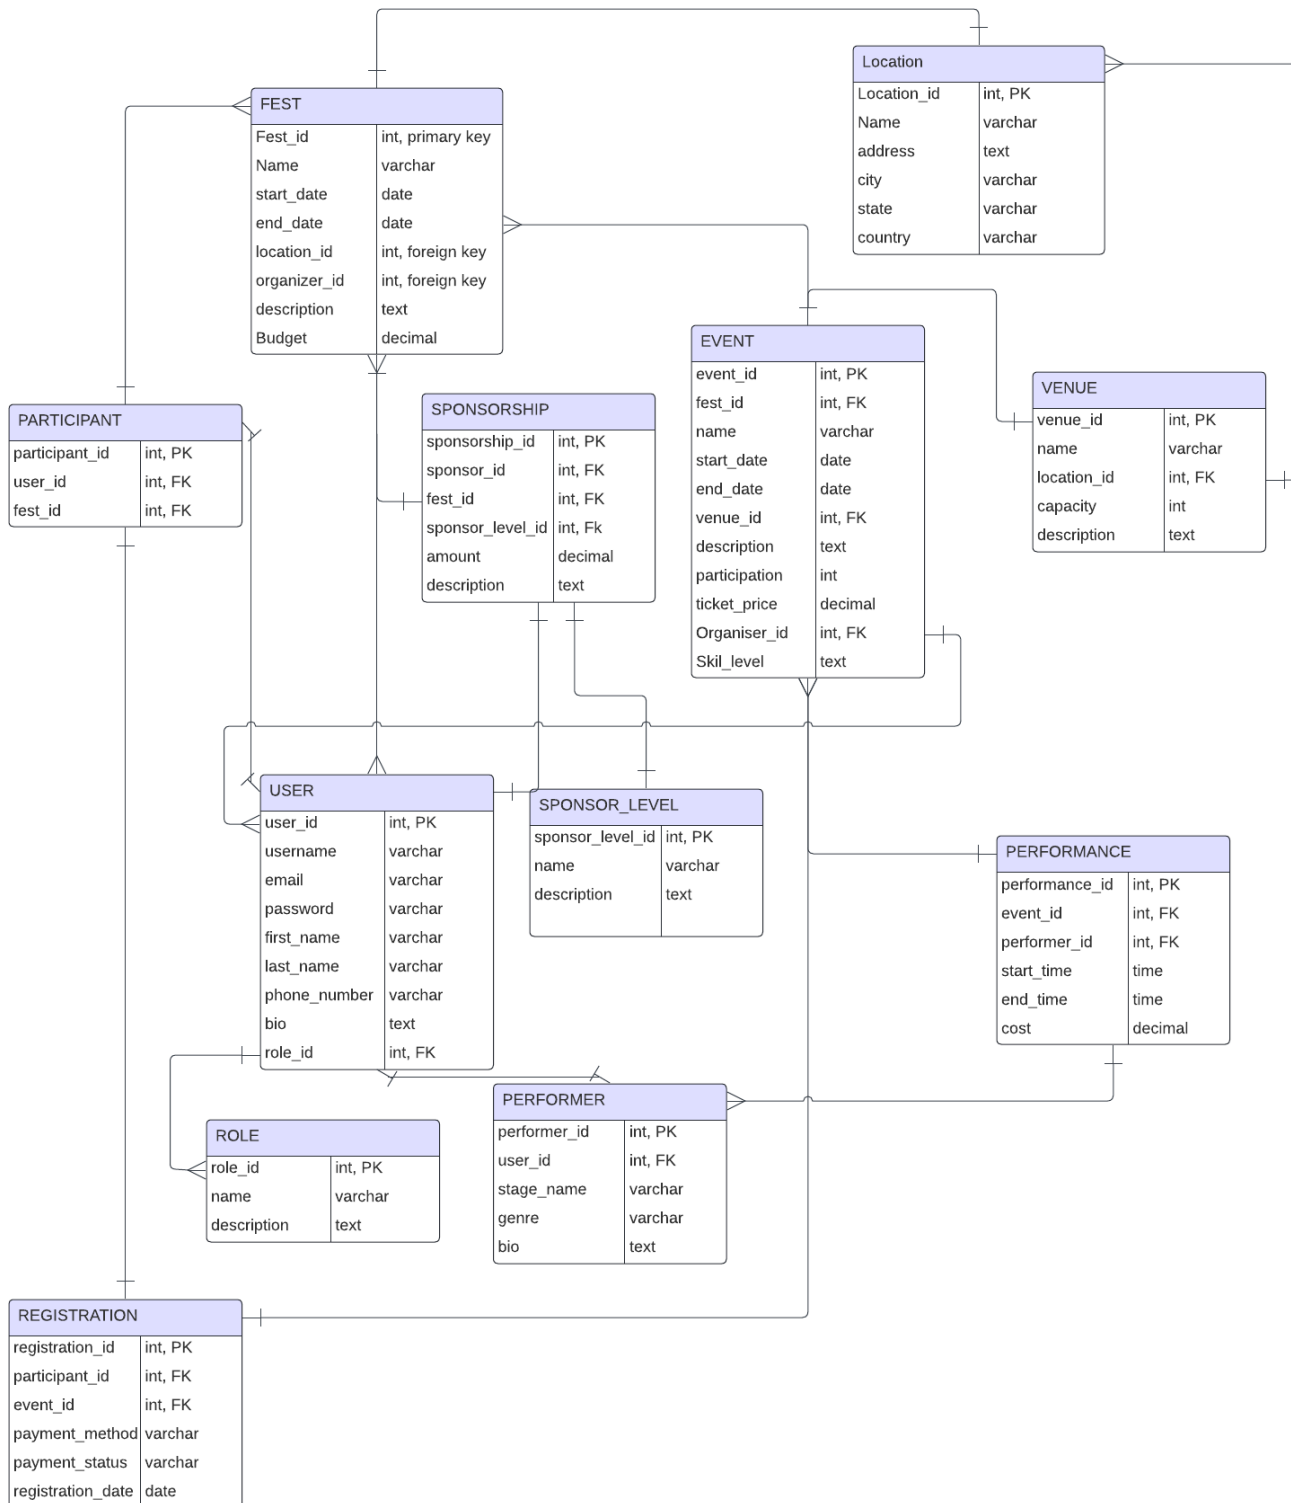 Location
Location_id int, PK
Name varchar
address text
city varchar
state varchar
country varchar
FEST
Fest_id int, primary key
Name varchar
start_date date
end_date date
location_id int, foreign key
organizer_id int, foreign key
description text
Budget decimal
EVENT
event_id int, PK
fest_id int, FK
name varchar
start_date date
end_date date
venue_id int, FK
description text
participation int
ticket_price decimal
Organiser_id int, FK
Skil_level text
VENUE
venue_id int, PK
name varchar
location_id int, FK
capacity int
description text
PARTICIPANT
participant_id int, PK
user_id int, FK
fest_id int, FK
SPONSORSHIP
sponsorship_id int, PK
sponsor_id int, FK
fest_id int, FK
sponsor_level_id int, Fk
amount decimal
description text
USER
user_id int, PK
username varchar
email varchar
password varchar
first_name varchar
last_name varchar
phone_number varchar
bio text
role_id int, FK
SPONSOR_LEVEL
sponsor_level_id int, PK
name varchar
description text
PERFORMANCE
performance_id int, PK
event_id int, FK
performer_id int, FK
start_time time
end_time time
cost decimal
PERFORMER
performer_id int, PK
user_id int, FK
stage_name varchar
genre varchar
bio text
ROLE
role_id int, PK
name varchar
description text
REGISTRATION
registration_id int, PK
participant_id int, FK
event_id int, FK
payment_method varchar
payment_status varchar
registration_date date